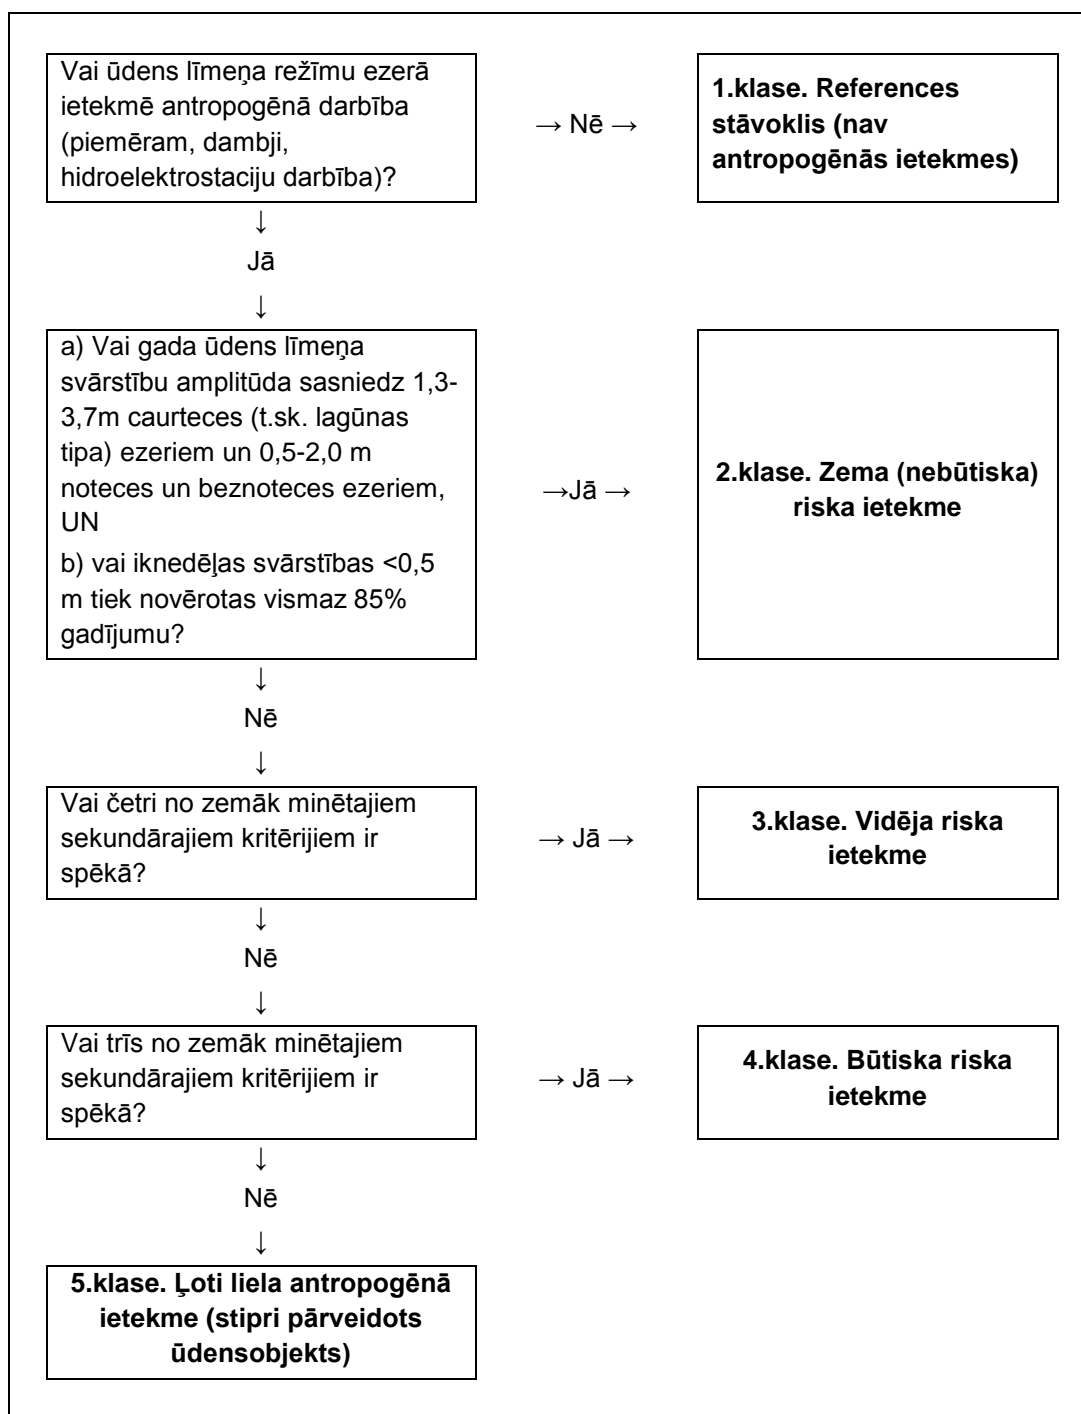 Vai ūdens līmeņa režīmu ezerā
ietekmē antropogēnā darbība
(piemēram, dambji,
hidroelektrostaciju darbība)?
→ Nē →
1.klase. References
stāvoklis (nav
antropogēnās ietekmes)
↓
Jā
↓
a) Vai gada ūdens līmeņa
svārstību amplitūda sasniedz 1,3-
3,7m caurteces (t.sk. lagūnas
tipa) ezeriem un 0,5-2,0 m
noteces un beznoteces ezeriem,
UN
b) vai iknedēļas svārstības <0,5
m tiek novērotas vismaz 85%
gadījumu?
→Jā →
2.klase. Zema (nebūtiska)
riska ietekme
↓
Nē
↓
Vai četri no zemāk minētajiem
sekundārajiem kritērijiem ir
spēkā?
→ Jā →
3.klase. Vidēja riska
ietekme
↓
Nē
↓
Vai trīs no zemāk minētajiem
sekundārajiem kritērijiem ir
spēkā?
→ Jā →
4.klase. Būtiska riska
ietekme
↓
Nē
↓
5.klase. Ļoti liela antropogēnā
ietekme (stipri pārveidots
ūdensobjekts)